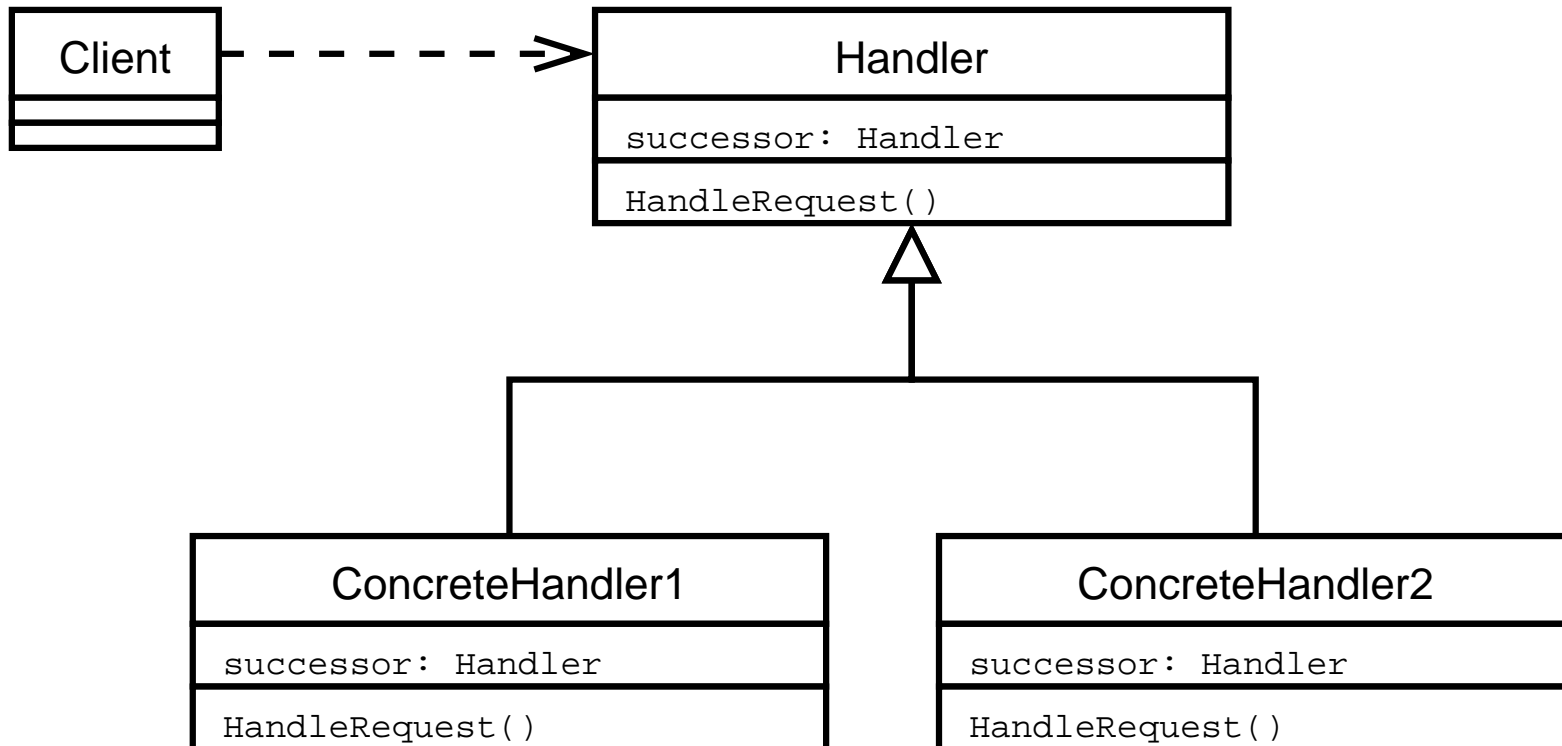 Client
Handler
successor: Handler
HandleRequest()
ConcreteHandler1
ConcreteHandler2
successor: Handler
successor: Handler
HandleRequest()
HandleRequest()